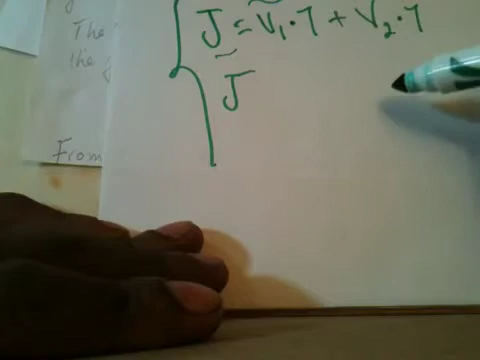 The
the
J = V₁·7 + V₂·7
J
From